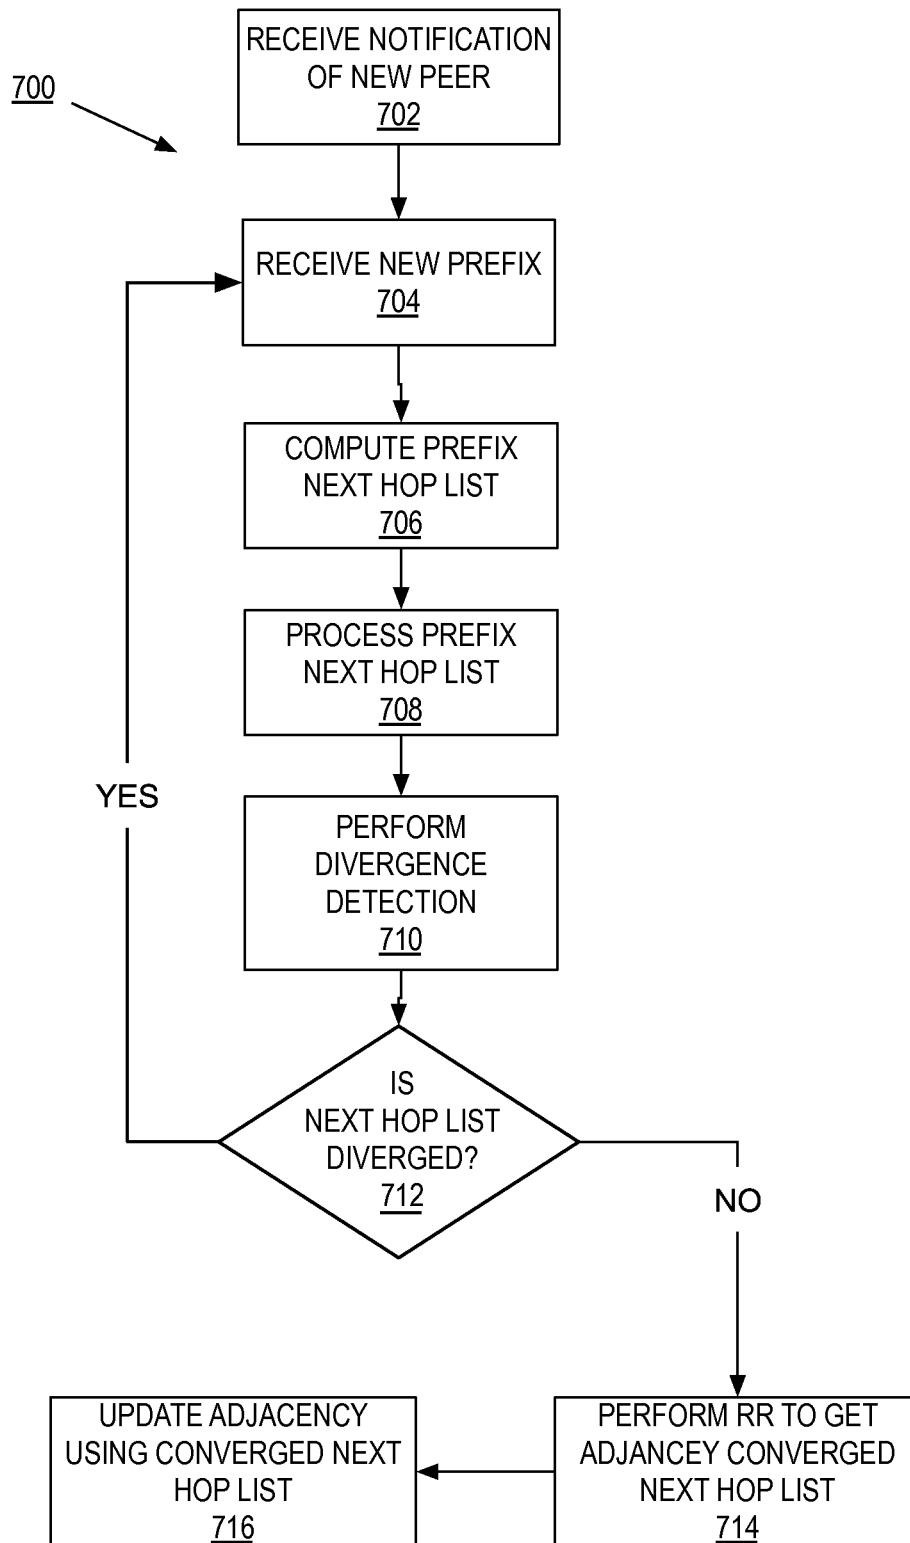 RECEIVE NOTIFICATION
OF NEW PEER
702
700
RECEIVE NEW PREFIX
704
COMPUTE PREFIX
NEXT HOP LIST
706
PROCESS PREFIX
NEXT HOP LIST
708
YES
PERFORM
DIVERGENCE
DETECTION
710
IS
NEXT HOP LIST
DIVERGED?
712
NO
UPDATE ADJACENCY
USING CONVERGED NEXT
HOP LIST
716
PERFORM RR TO GET
ADJANCEY CONVERGED
NEXT HOP LIST
714